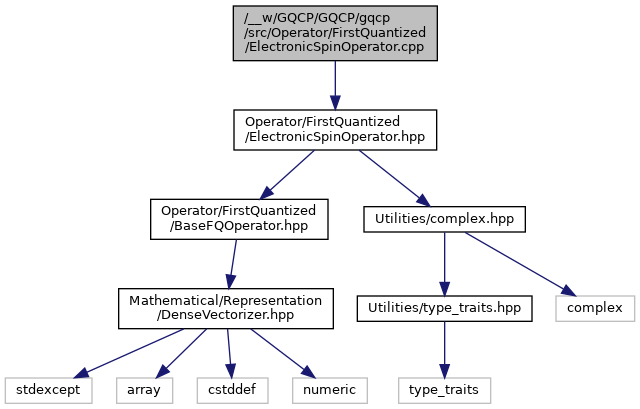 /__w/GQCP/GQCP/gqcp
/src/Operator/FirstQuantized
/ElectronicSpinOperator.cpp
Operator/FirstQuantized
/ElectronicSpinOperator.hpp
Operator/FirstQuantized
/BaseFQOperator.hpp
Utilities/complex.hpp
Mathematical/Representation
/DenseVectorizer.hpp
Utilities/type_traits.hpp
complex
stdexcept
array
cstddef
numeric
type_traits